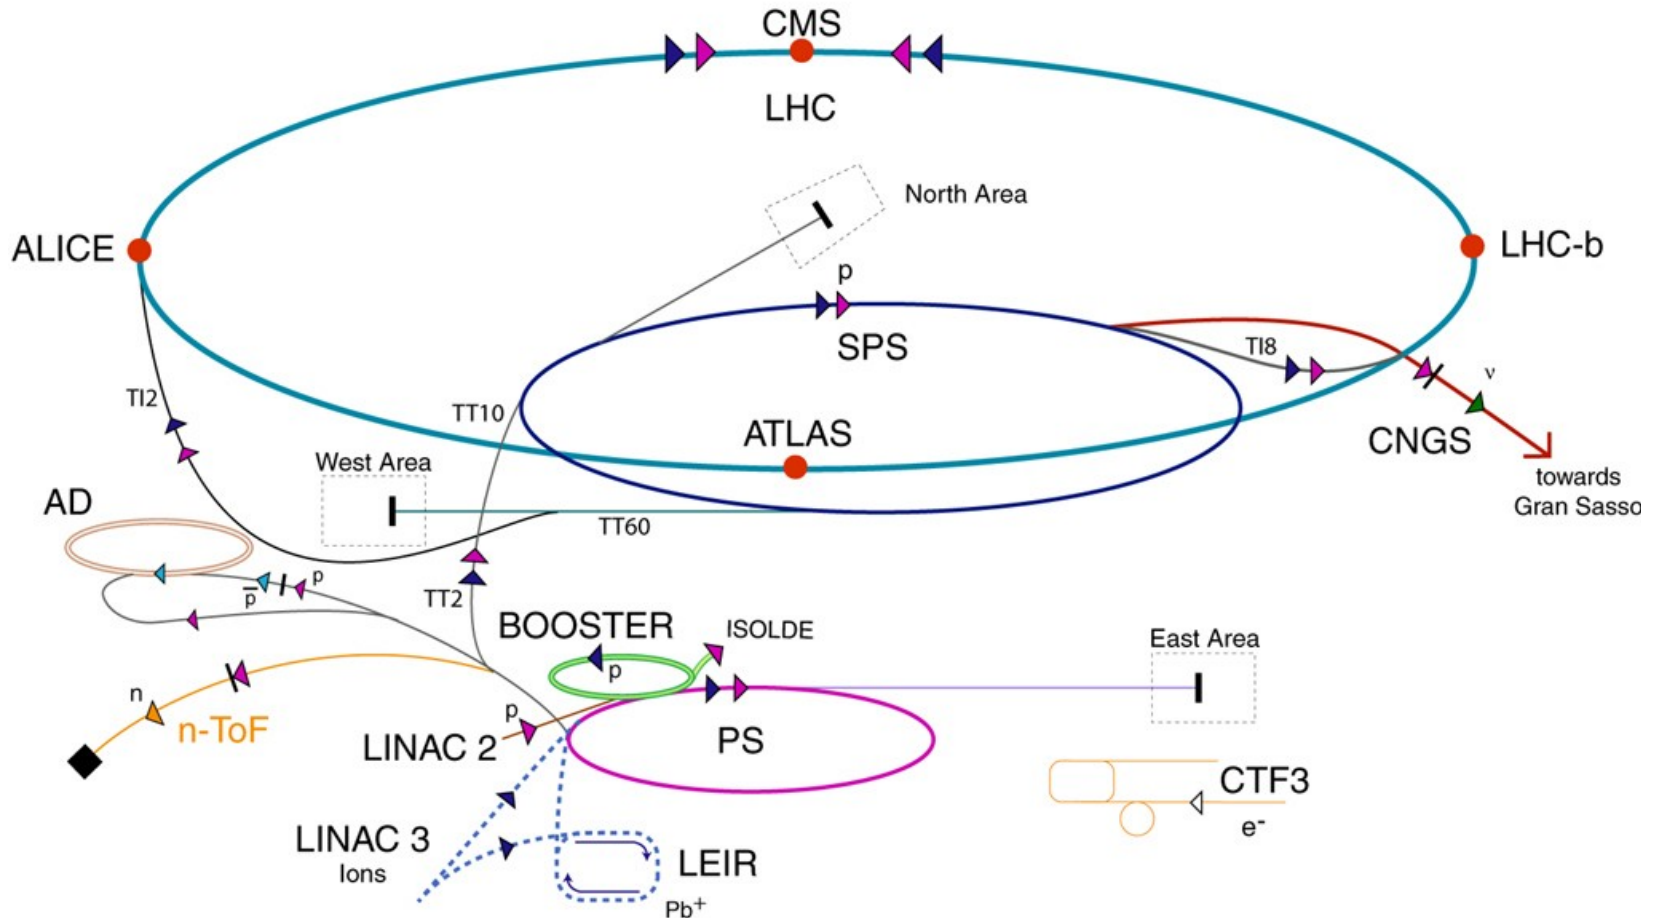 CMS
LHC
North Area
ALICE
LHC-b
p
SPS
TI8
TI2
TT10
ν
ATLAS
CNGS
West Area
towards
Gran Sasso
AD
TT60
p
p̅
TT2
BOOSTER
ISOLDE
East Area
p
n
n-ToF
p
LINAC 2
PS
CTF3
e-
LINAC 3
Ions
LEIR
Pb+